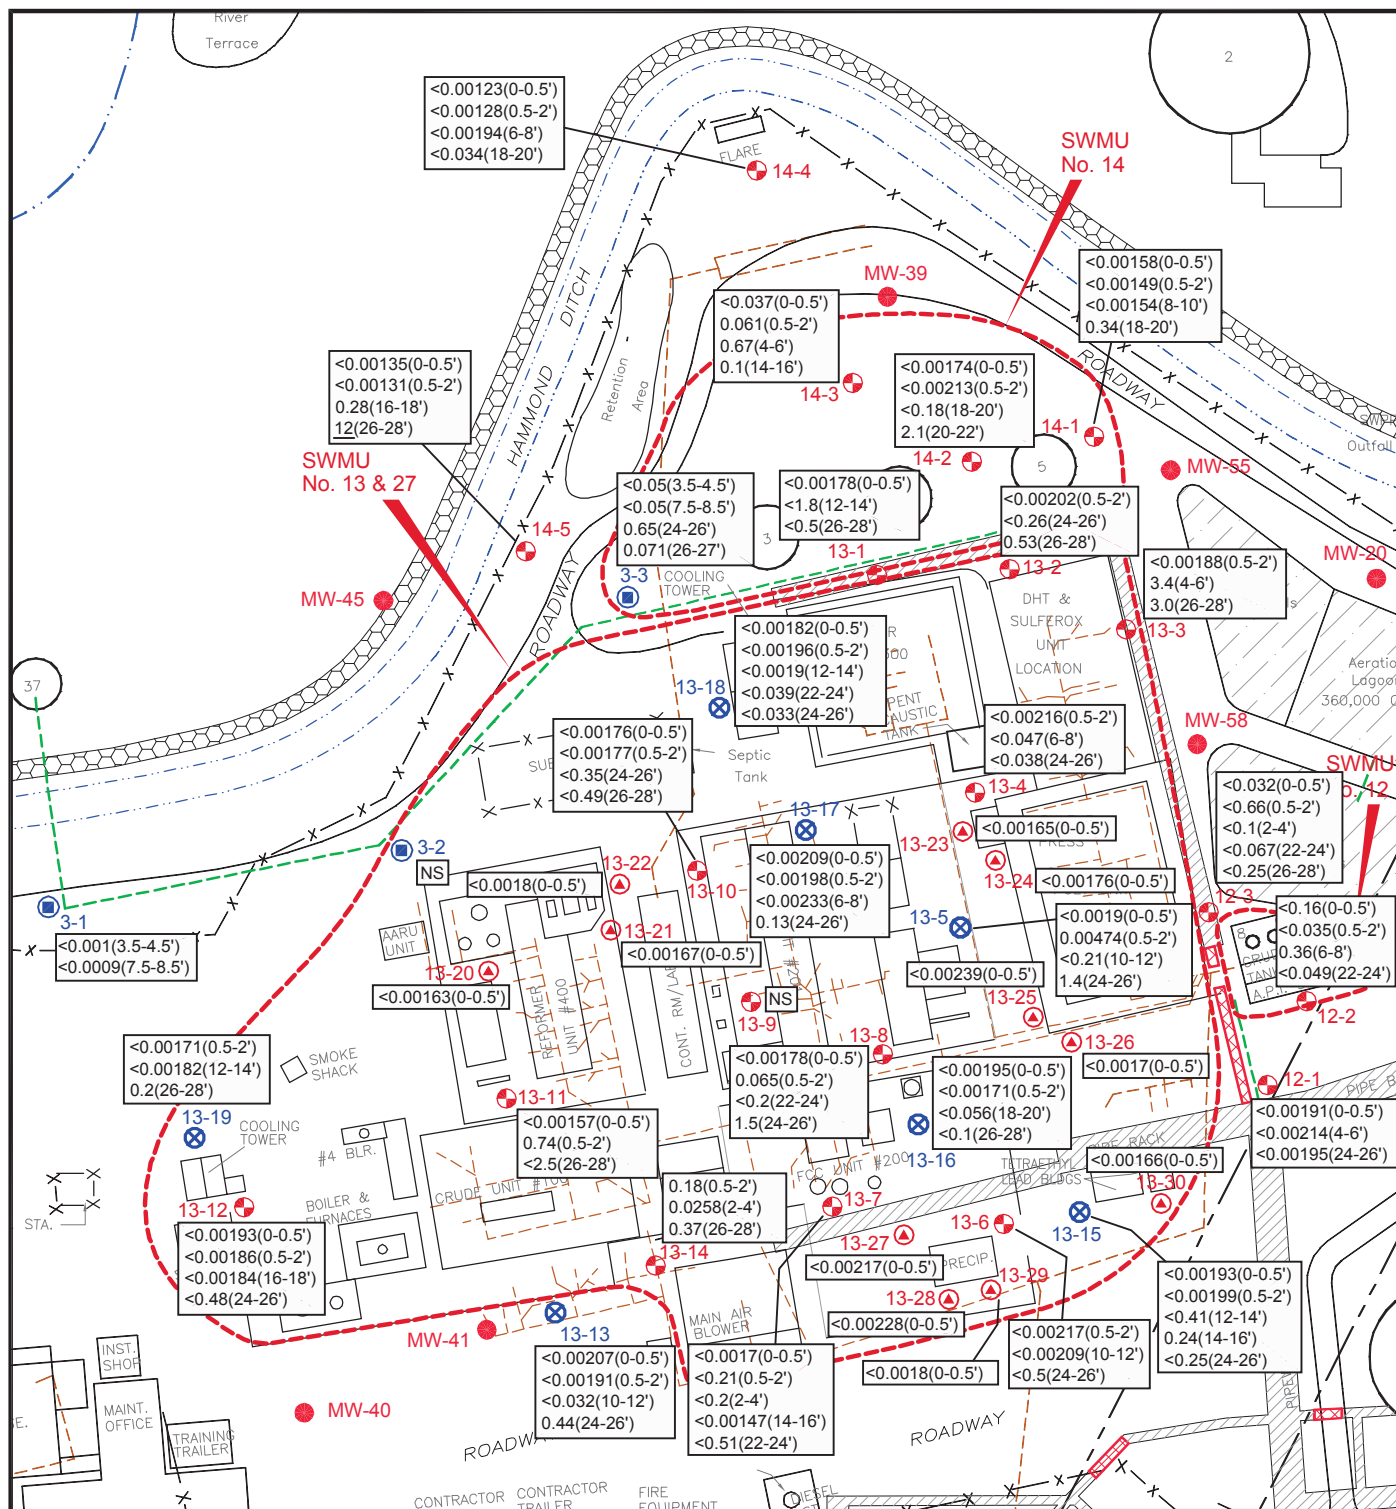 River
Terrace
2
<0.00123(0-0.5')
<0.00128(0.5-2')
<0.00194(6-8')
<0.034(18-20')
FLARE
14-4
SWMU
No. 14
MW-39
<0.00158(0-0.5')
<0.00149(0.5-2')
<0.00154(8-10')
0.34(18-20')
<0.037(0-0.5')
0.061(0.5-2')
0.67(4-6')
0.1(14-16')
HAMMOND DITCH
Retention
Area
ROADWAY
<0.00135(0-0.5')
<0.00131(0.5-2')
0.28(16-18')
12(26-28')
14-3
<0.00174(0-0.5')
<0.00213(0.5-2')
<0.18(18-20')
2.1(20-22')
14-1
14-2
5
MW-55
Outfall
SWMU
No. 13 & 27
<0.05(3.5-4.5')
<0.05(7.5-8.5')
0.65(24-26')
0.071(26-27')
<0.00178(0-0.5')
<1.8(12-14')
<0.5(26-28')
<0.00202(0.5-2')
<0.26(24-26')
0.53(26-28')
3
14-5
13-1
13-2
MW-20
3-3
COOLING
TOWER
<0.00188(0.5-2')
3.4(4-6')
3.0(26-28')
MW-45
ROADWAY
DHT &
SULFEROX
UNIT
LOCATION
13-3
<0.00182(0-0.5')
<0.00196(0.5-2')
<0.0019(12-14')
<0.039(22-24')
<0.033(24-26')
37
13-18
TANK
Aeration
Lagoon
360,000
<0.00176(0-0.5')
<0.00177(0.5-2')
<0.35(24-26')
<0.49(26-28')
Septic
Tank
<0.00216(0.5-2')
<0.047(6-8')
<0.038(24-26')
MW-58
SWMU
13-4
<0.032(0-0.5')
<0.66(0.5-2')
<0.1(2-4')
<0.067(22-24')
<0.25(26-28')
13-17
13-23
<0.00165(0-0.5')
PRESS
3-2
NS
13-22
<0.0018(0-0.5')
13-10
<0.00209(0-0.5')
<0.00198(0.5-2')
<0.00233(6-8')
0.13(24-26')
13-24
<0.00176(0-0.5')
12-3
3-1
<0.001(3.5-4.5')
<0.0009(7.5-8.5')
AARU
UNIT
13-21
<0.00167(0-0.5')
13-5
<0.0019(0-0.5')
0.00474(0.5-2')
<0.21(10-12')
1.4(24-26')
<0.16(0-0.5')
<0.035(0.5-2')
0.36(6-8')
<0.049(22-24')
8
A.P.I.
13-20
<0.00163(0-0.5')
<0.00239(0-0.5')
REFORMER
UNIT #400
CONT. RM/LAB
13-9
NS
13-25
12-2
<0.00171(0.5-2')
<0.00182(12-14')
0.2(26-28')
SMOKE
SHACK
13-8
13-26
<0.0017(0-0.5')
<0.00178(0-0.5')
0.065(0.5-2')
<0.2(22-24')
1.5(24-26')
<0.00195(0-0.5')
<0.00171(0.5-2')
<0.056(18-20')
<0.1(26-28')
12-1
13-19
COOLING
TOWER
13-11
<0.00157(0-0.5')
0.74(0.5-2')
<2.5(26-28')
13-16
PIPE RACK
<0.00191(0-0.5')
<0.00214(4-6')
<0.00195(24-26')
#4 BLR.
FCC UNIT #200
TETRAETHYL
LEAD BLDGS
<0.00166(0-0.5')
CRUDE UNIT #100
0.18(0.5-2')
0.0258(2-4')
0.37(26-28')
13-30
13-12
BOILER &
FURNACES
13-7
13-6
13-15
STA.
<0.00193(0-0.5')
<0.00186(0.5-2')
<0.00184(16-18')
<0.48(24-26')
13-14
13-27
<0.00217(0-0.5')
PRECIP.
13-29
13-28
<0.00228(0-0.5')
<0.00193(0-0.5')
<0.00199(0.5-2')
<0.41(12-14')
0.24(14-16')
<0.25(24-26')
MW-41
13-13
MAIN AIR
BLOWER
<0.00217(0.5-2')
<0.00209(10-12')
<0.5(24-26')
INST.
SHOP
<0.00207(0-0.5')
<0.00191(0.5-2')
<0.032(10-12')
0.44(24-26')
<0.0017(0-0.5')
<0.21(0.5-2')
<0.2(2-4')
<0.00147(14-16')
<0.51(22-24')
<0.0018(0-0.5')
MAINT.
OFFICE
MW-40
TRAINING
TRAILER
ROADWAY
ROADWAY
CONTRACTOR
CONTRACTOR
TRAILER
FIRE
EQUIPMENT
DIESEL